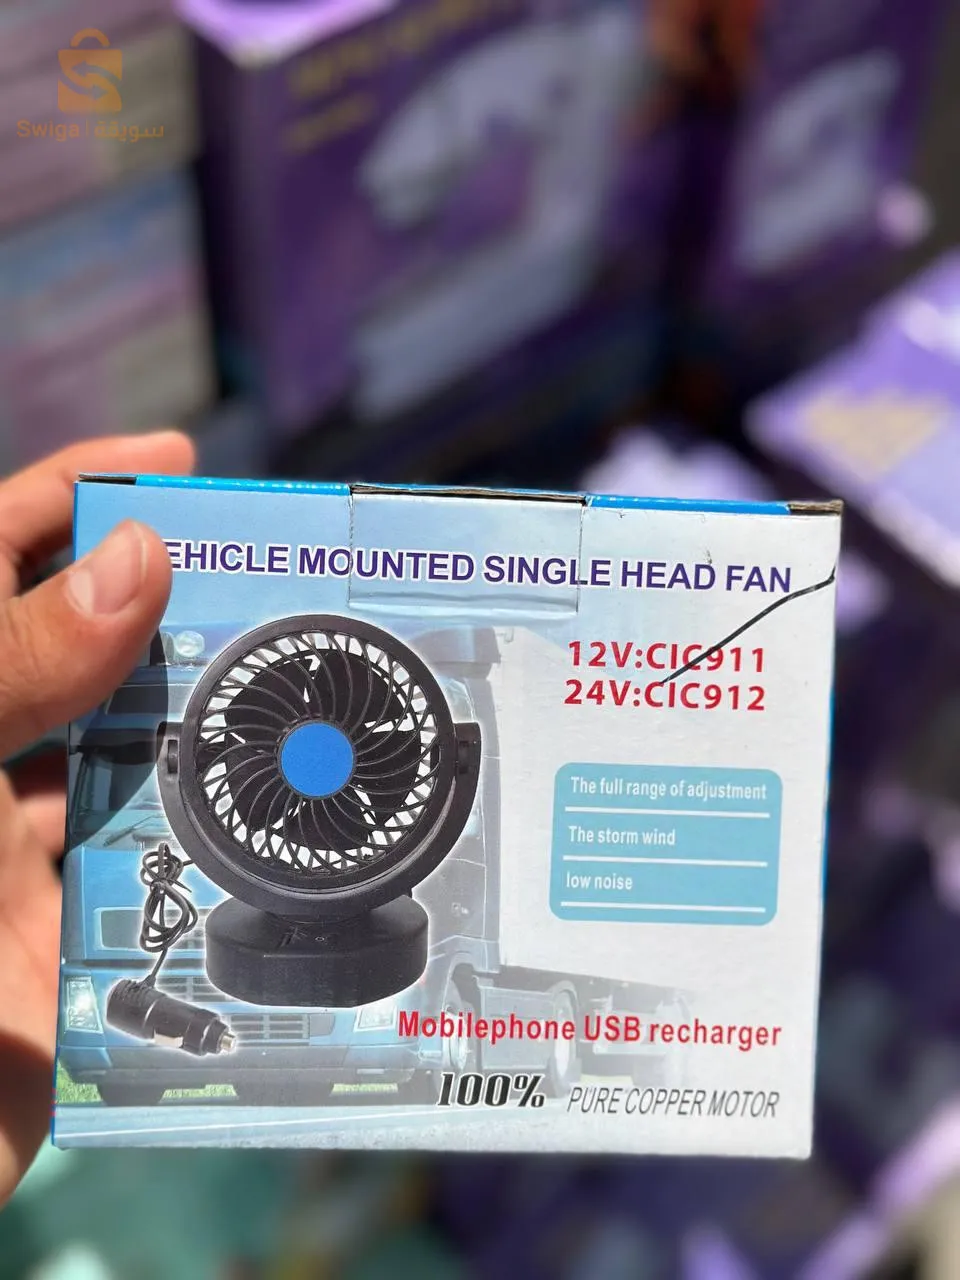 Swiga | سويقة
EHICLE MOUNTED SINGLE HEAD FAN
12V:CIC911
24V:CIC912
The full range of adjustment
The storm wind
low noise
Mobilephone USB recharger
100% PURE COPPER MOTOR